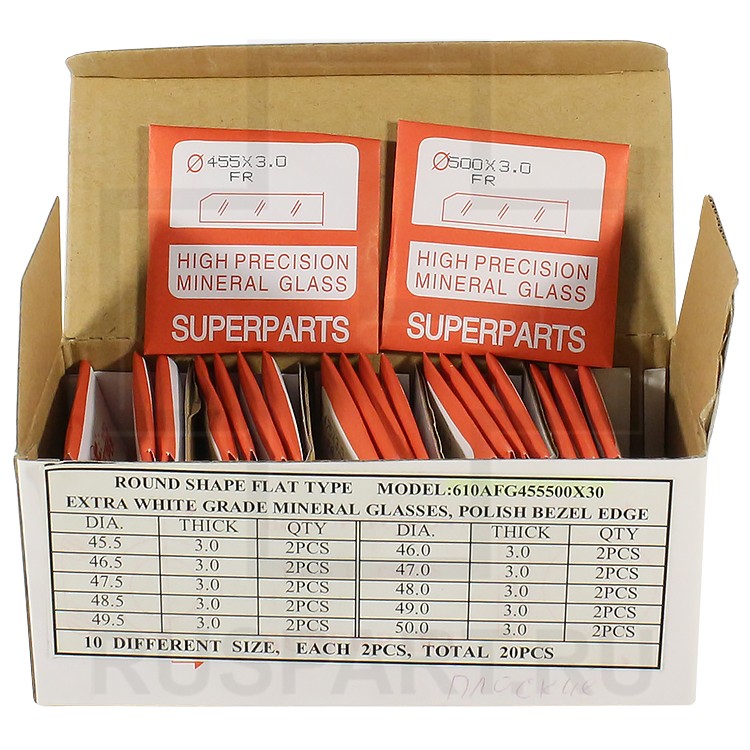 Ø455X3.0
FR
HIGH PRECISION
MINERAL GLASS
SUPERPARTS
Ø500X3.0
FR
HIGH PRECISION
MINERAL GLASS
SUPERPARTS
ROUND SHAPE FLAT TYPE MODEL:610AFG455500X30
EXTRA WHITE GRADE MINERAL GLASSES, POLISH BEZEL EDGE
DIA. THICK QTY DIA. THICK QTY
45.5 3.0 2PCS 46.0 3.0 2PCS
46.5 3.0 2PCS 47.0 3.0 2PCS
47.5 3.0 2PCS 48.0 3.0 2PCS
48.5 3.0 2PCS 49.0 3.0 2PCS
49.5 3.0 2PCS 50.0 3.0 2PCS
10 DIFFERENT SIZE, EACH 2PCS, TOTAL 20PCS
RUSPART.RU
плоские